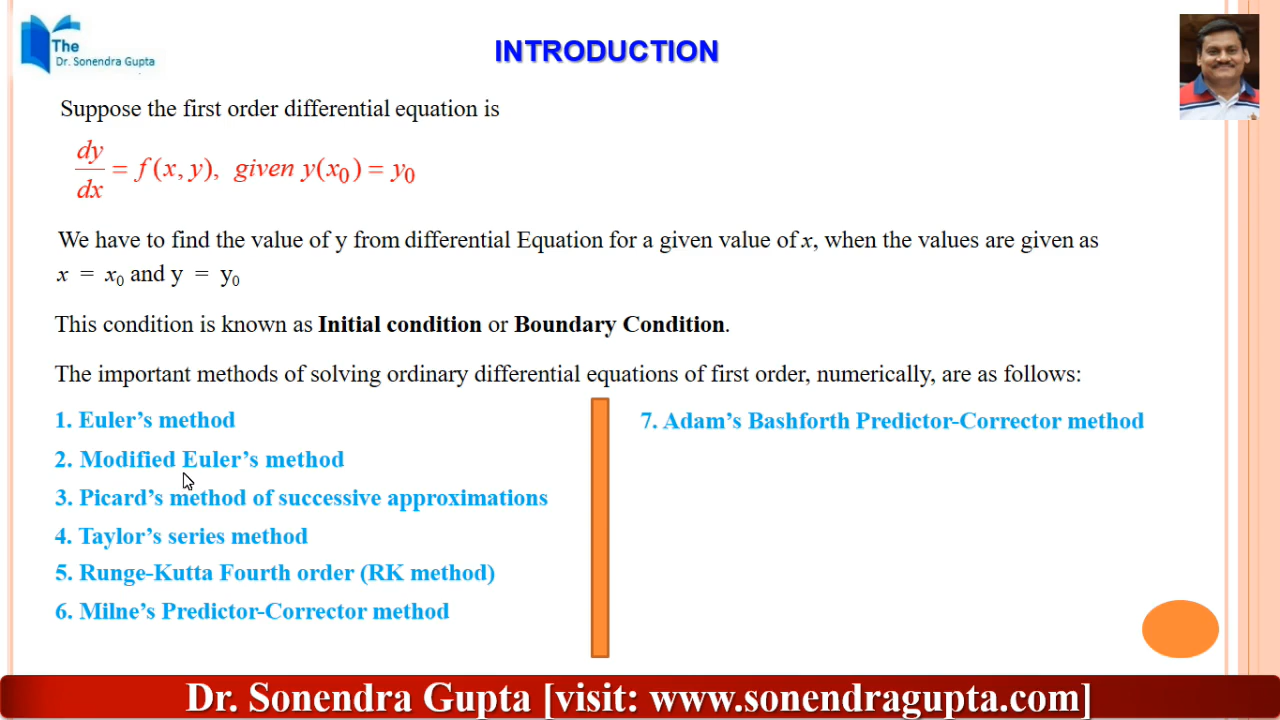 The
Dr. Sonendra Gupta
INTRODUCTION
Suppose the first order differential equation is
dy/dx = f(x, y), given y(x₀) = y₀
We have to find the value of y from differential Equation for a given value of x, when the values are given as
x = x₀ and y = y₀
This condition is known as Initial condition or Boundary Condition.
The important methods of solving ordinary differential equations of first order, numerically, are as follows:
1. Euler’s method
2. Modified Euler’s method
3. Picard’s method of successive approximations
4. Taylor’s series method
5. Runge-Kutta Fourth order (RK method)
6. Milne’s Predictor-Corrector method
7. Adam’s Bashforth Predictor-Corrector method
Dr. Sonendra Gupta [visit: www.sonendragupta.com]